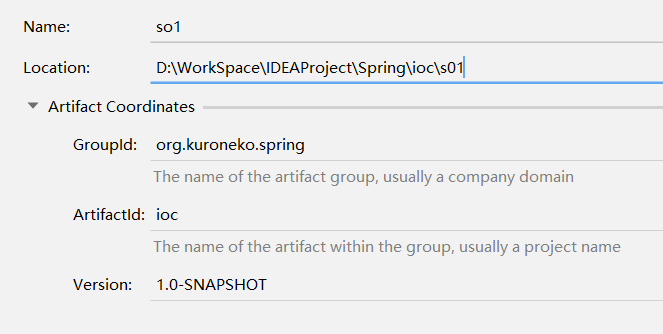 Name: so1
Location: D:\WorkSpace\IDEAProject\Spring\ioc\s01
Artifact Coordinates
GroupId: org.kuroneko.spring
The name of the artifact group, usually a company domain
ArtifactId: ioc
The name of the artifact within the group, usually a project name
Version: 1.0-SNAPSHOT